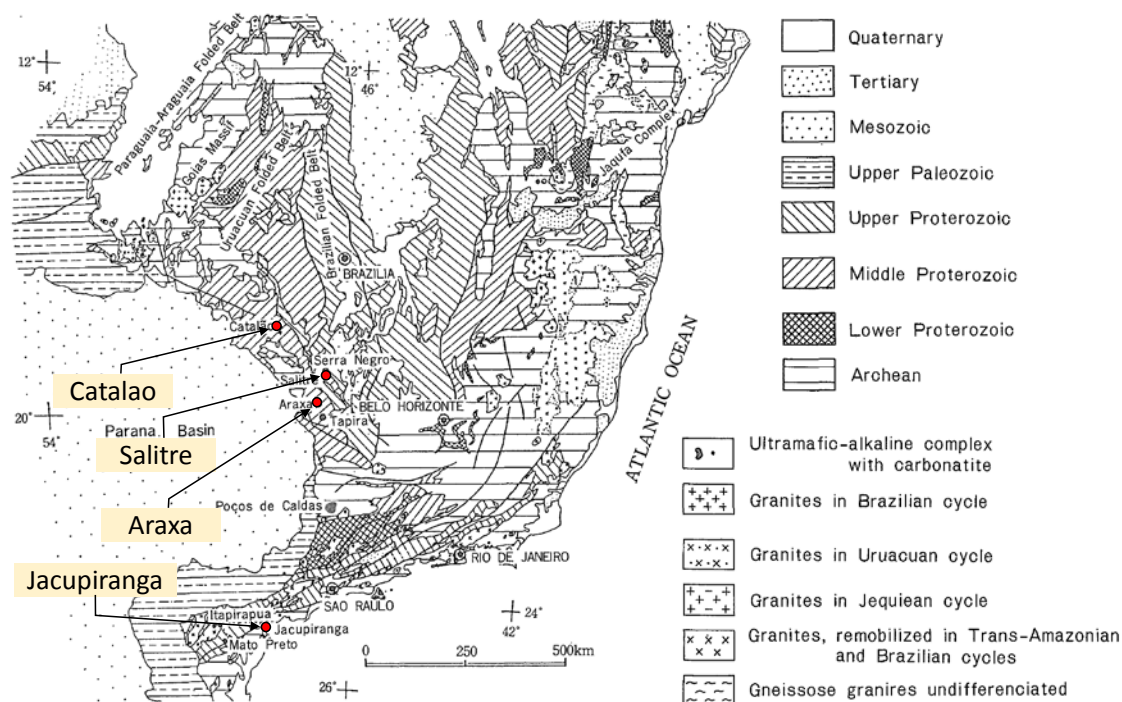 12°
54°
12°
46°
Paraguaia-Araguaia Folded Belt
Goias Massif
Uruacuan Folded Belt
Brazilian Folded Belt
Jaqufa Complex
BRAZILIA
Catalao
Catalao
Serra Negro
Salitre
Salitre
Araxa
BELO HORIZONTE
Tapira
20°
54°
Parana Basin
Araxa
Poços de Caldas
Jacupiranga
RIO DE JANEIRO
SAO RAULO
Itapirapua
Jacupiranga
Mato Preto
24°
42°
26°
0 250 500km
ATLANTIC OCEAN
Quaternary
Tertiary
Mesozoic
Upper Paleozoic
Upper Proterozoic
Middle Proterozoic
Lower Proterozoic
Archean
Ultramafic-alkaline complex
with carbonatite
Granites in Brazilian cycle
Granites in Uruacuan cycle
Granites in Jequiean cycle
Granites, remobilized in Trans-Amazonian
and Brazilian cycles
Gneissose granires undifferenciated